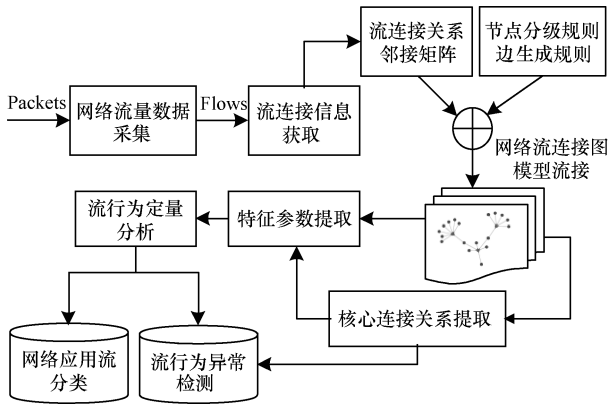 流连接关系
邻接矩阵
节点分级规则
边生成规则
Packets
网络流量数据
采集
Flows
流连接信息
获取
网络流连接图
模型流接
流行为定量
分析
特征参数提取
核心连接关系提取
网络应用流
分类
流行为异常
检测